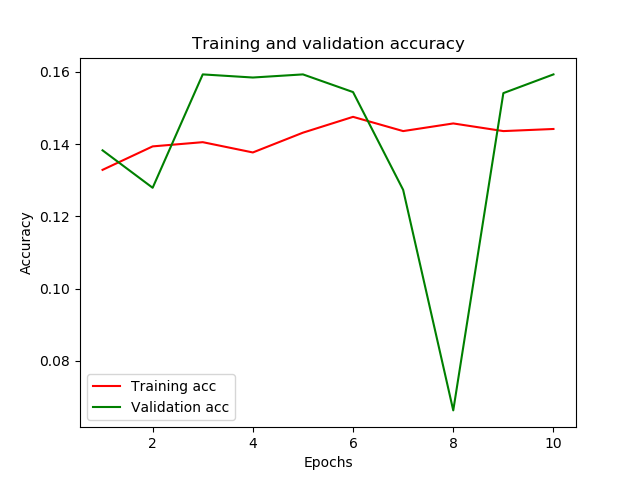 Training and validation accuracy
0.16
0.14
0.12
0.10
0.08
Accuracy
Training acc
Validation acc
2 4 6 8 10
Epochs